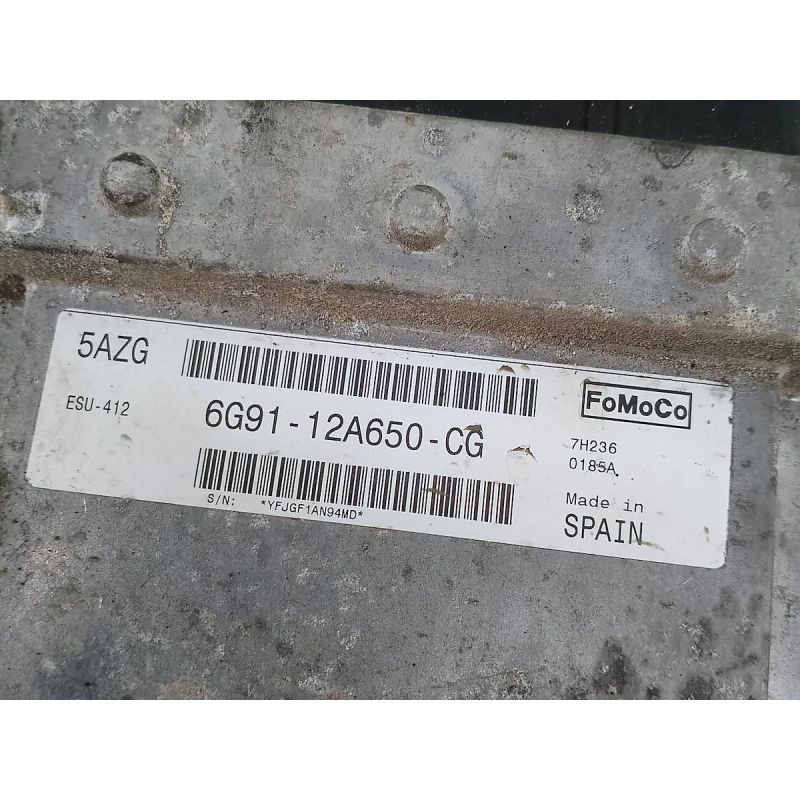 5AZG
ESU-412
6G91-12A650-CG
S/N: *YFJGF1AN94MD*
FoMoCo
7H236
0185A
Made in
SPAIN